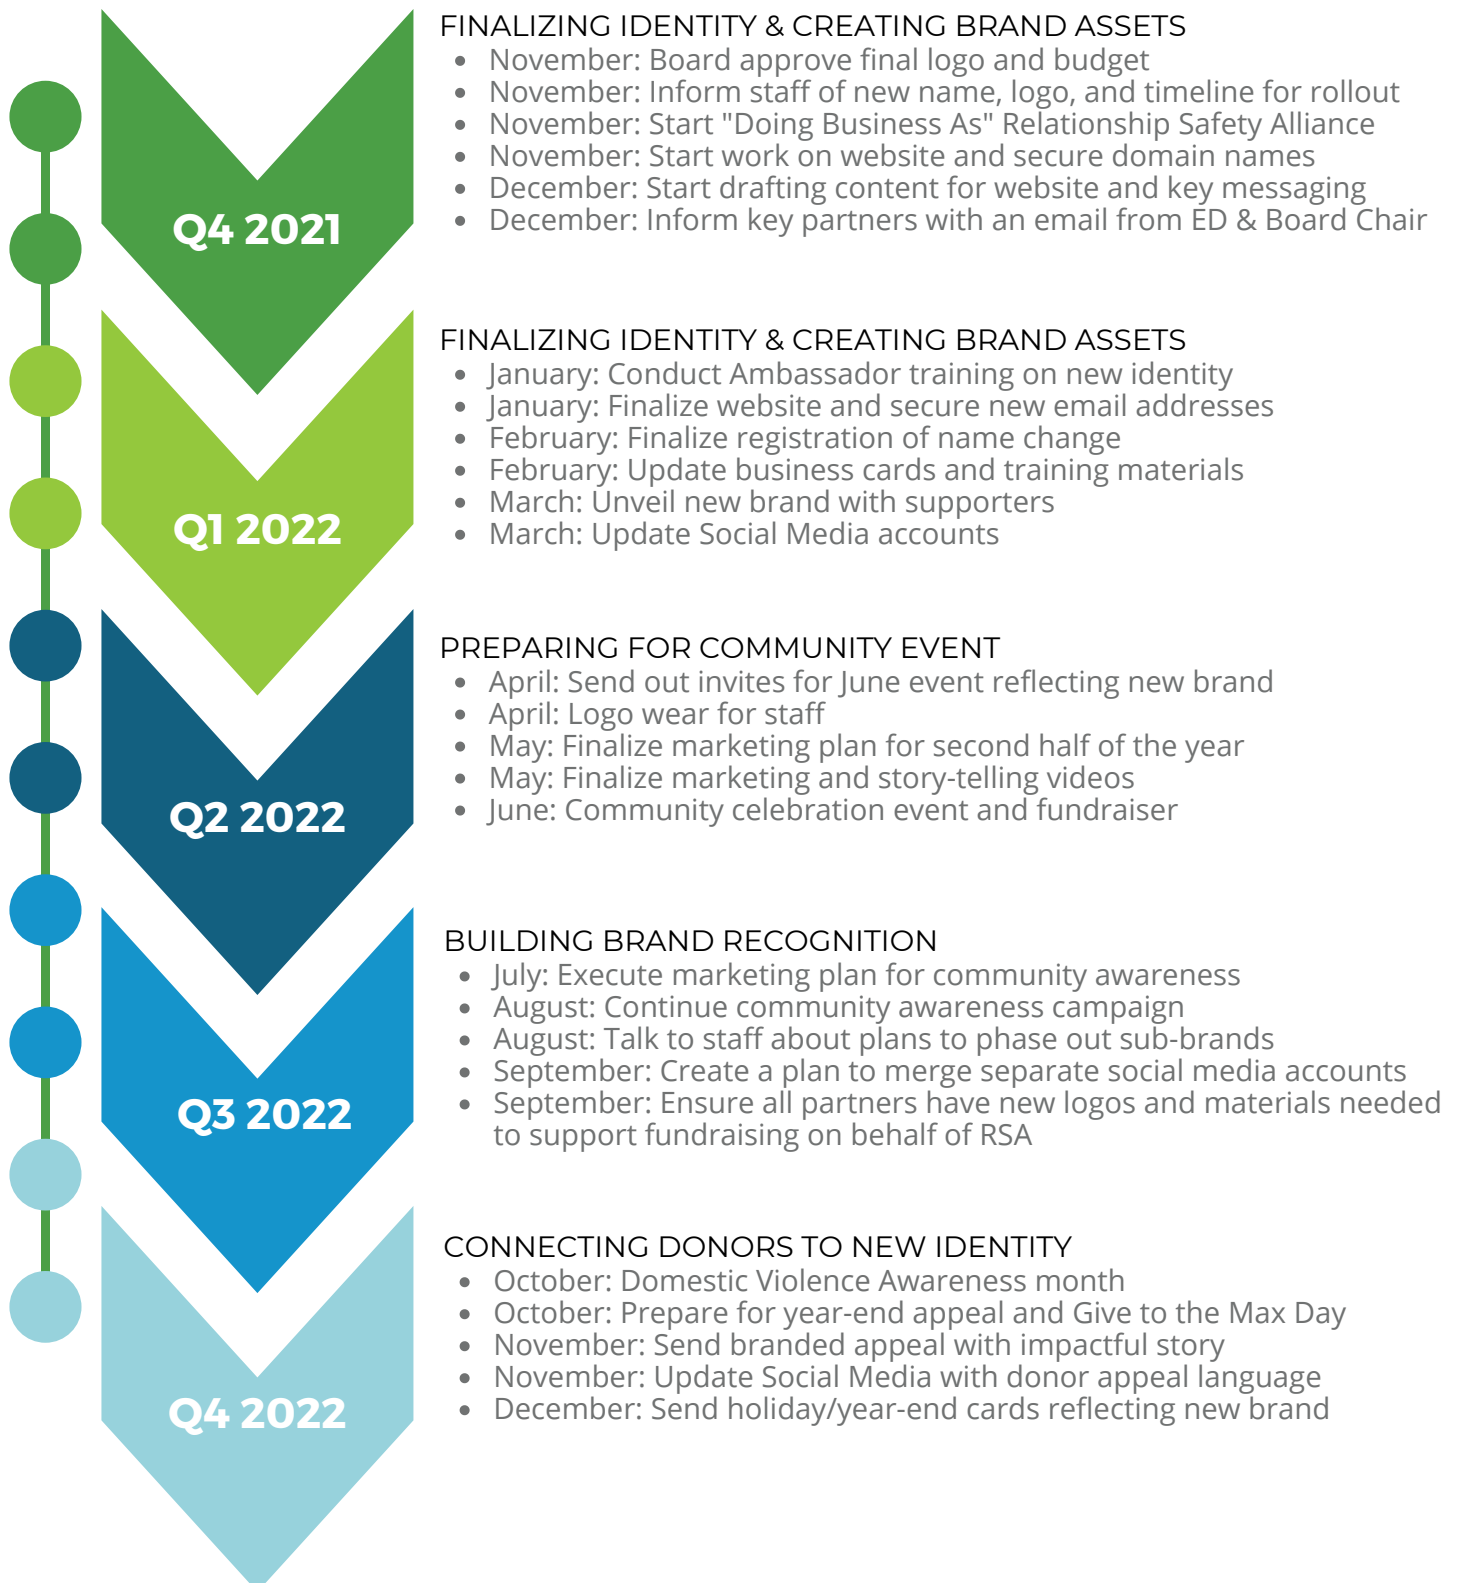 FINALIZING IDENTITY & CREATING BRAND ASSETS
• November: Board approve final logo and budget
• November: Inform staff of new name, logo, and timeline for rollout
• November: Start "Doing Business As" Relationship Safety Alliance
• November: Start work on website and secure domain names
• December: Start drafting content for website and key messaging
• December: Inform key partners with an email from ED & Board Chair
Q4 2021
FINALIZING IDENTITY & CREATING BRAND ASSETS
• January: Conduct Ambassador training on new identity
• January: Finalize website and secure new email addresses
• February: Finalize registration of name change
• February: Update business cards and training materials
• March: Unveil new brand with supporters
• March: Update Social Media accounts
Q1 2022
PREPARING FOR COMMUNITY EVENT
• April: Send out invites for June event reflecting new brand
• April: Logo wear for staff
• May: Finalize marketing plan for second half of the year
• May: Finalize marketing and story-telling videos
• June: Community celebration event and fundraiser
Q2 2022
BUILDING BRAND RECOGNITION
• July: Execute marketing plan for community awareness
• August: Continue community awareness campaign
• August: Talk to staff about plans to phase out sub-brands
• September: Create a plan to merge separate social media accounts
• September: Ensure all partners have new logos and materials needed
to support fundraising on behalf of RSA
Q3 2022
CONNECTING DONORS TO NEW IDENTITY
• October: Domestic Violence Awareness month
• October: Prepare for year-end appeal and Give to the Max Day
• November: Send branded appeal with impactful story
• November: Update Social Media with donor appeal language
• December: Send holiday/year-end cards reflecting new brand
Q4 2022